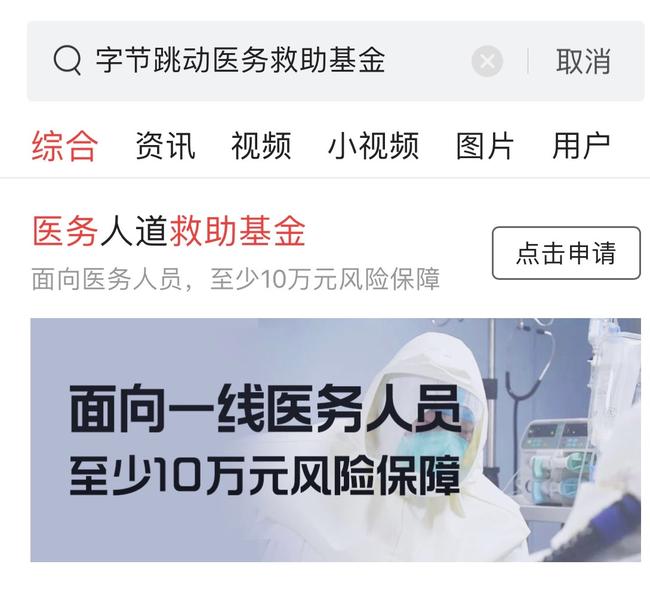 字节跳动医务救助基金
取消
综合 资讯 视频 小视频 图片 用户
医务人道救助基金
点击申请
面向医务人员，至少10万元风险保障
面向一线医务人员
至少10万元风险保障